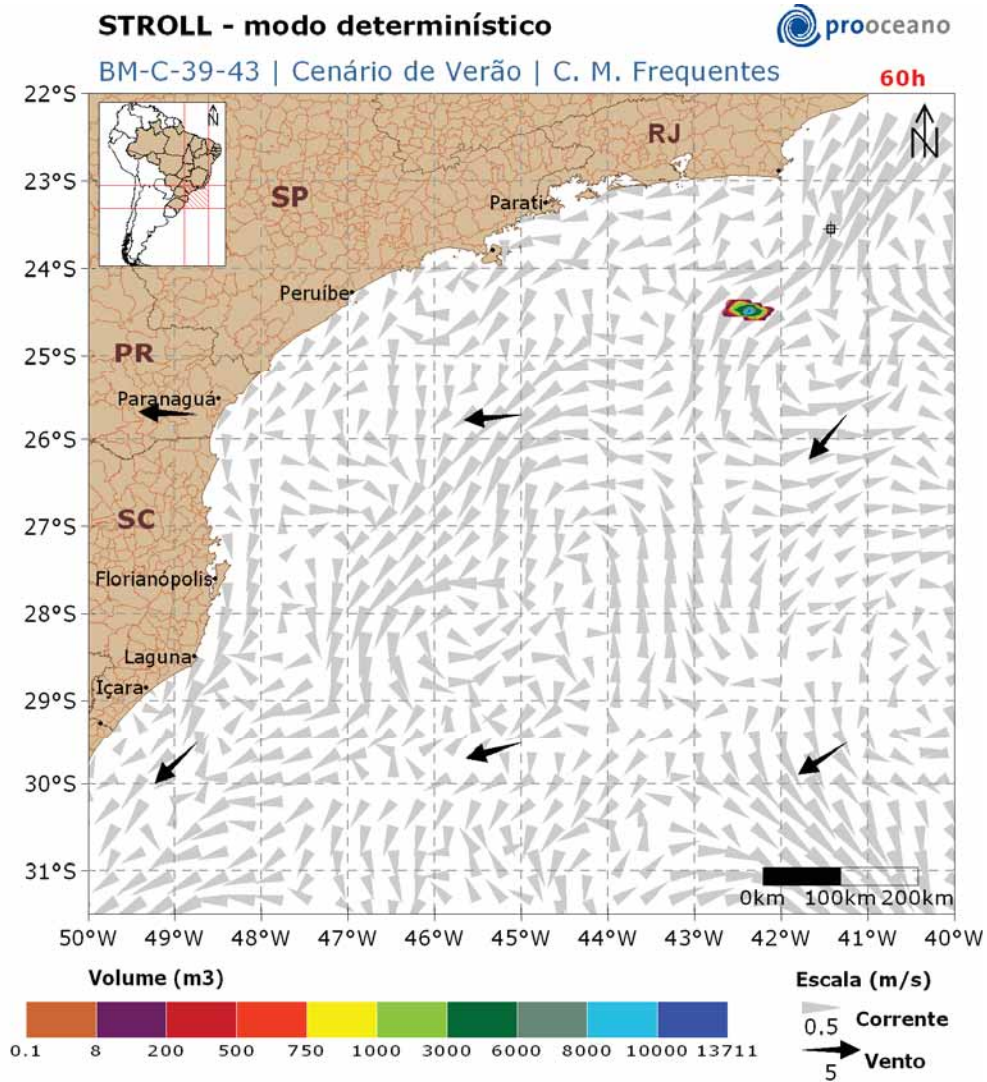 STROLL - modo determinístico
prooceano
BM-C-39-43 | Cenário de Verão | C. M. Frequentes
60h
22°S
23°S
24°S
25°S
26°S
27°S
28°S
29°S
30°S
31°S
N
N
RJ
SP
Parati
Peruíbe
PR
Paranaguá
SC
Florianópolis
Laguna
Içara
0km 100km 200km
50°W 49°W 48°W 47°W 46°W 45°W 44°W 43°W 42°W 41°W 40°W
Volume (m3)
0.1 8 200 500 750 1000 3000 6000 8000 10000 13711
Escala (m/s)
0.5 Corrente
5 Vento